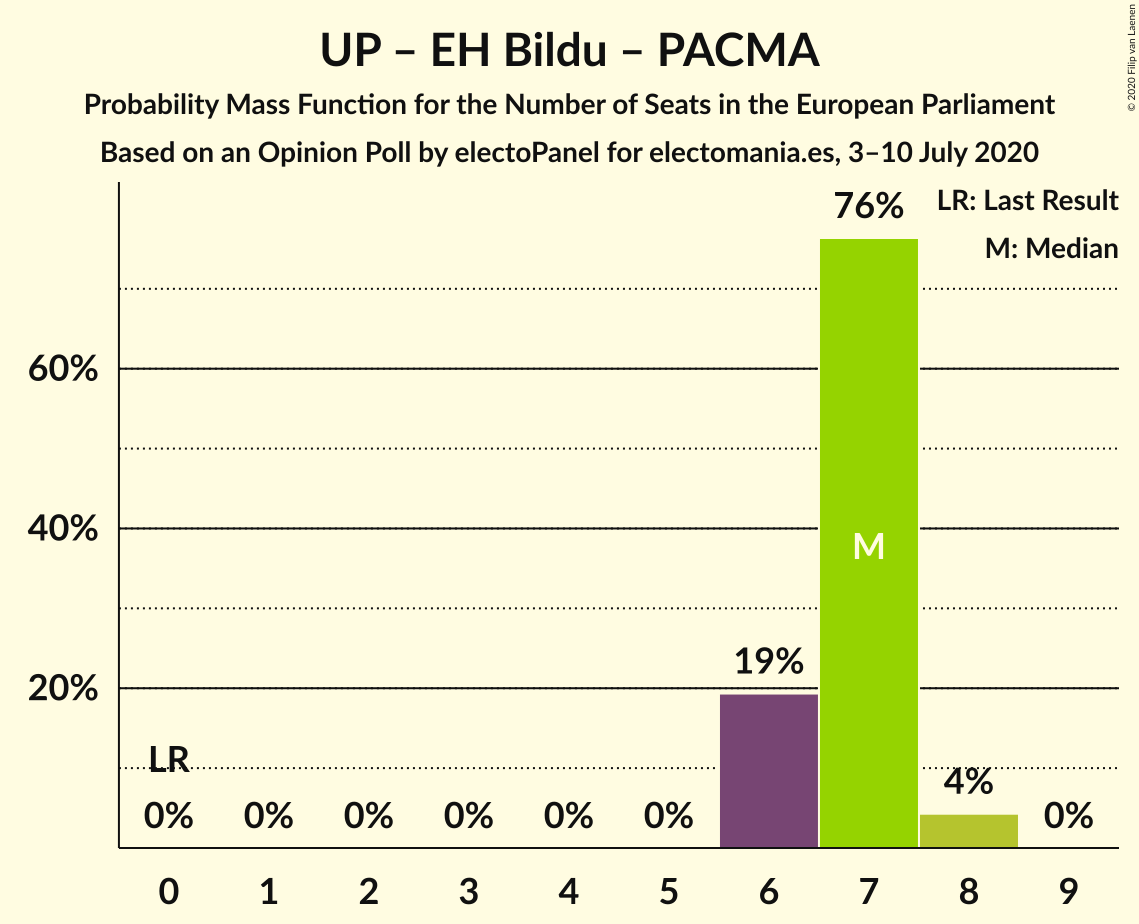 UP – EH Bildu – PACMA
Probability Mass Function for the Number of Seats in the European Parliament
Based on an Opinion Poll by electoPanel for electomania.es, 3–10 July 2020
© 2020 Filip van Laenen
LR: Last Result
M: Median
76%
60%
40%
M
19%
20%
LR
4%
0% 0% 0% 0% 0% 0% 0%
0 1 2 3 4 5 6 7 8 9